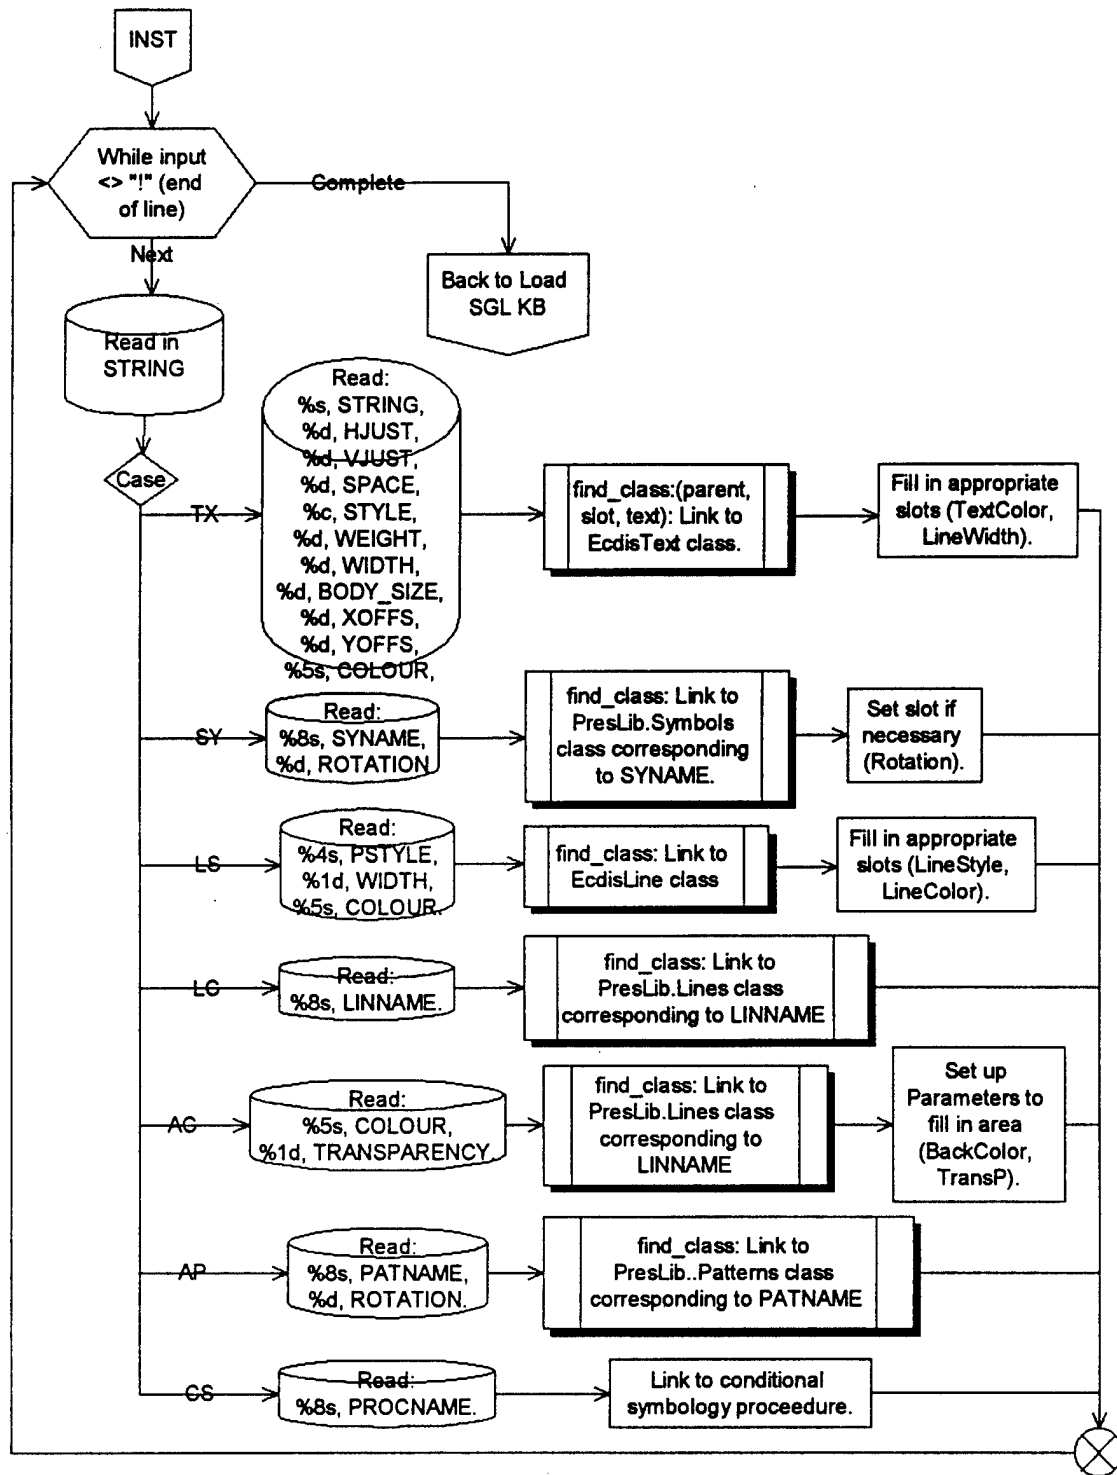 INST
While input
<> "!" (end
of line)
Complete
Next
Back to Load
SGL KB
Read in
STRING
Case
TX
Read:
%s, STRING,
%d, HJUST,
%d, VJUST,
%d, SPACE,
%c, STYLE,
%d, WEIGHT,
%d, WIDTH,
%d, BODY_SIZE,
%d, XOFFS,
%d, YOFFS,
%5s, COLOUR,
find_class:(parent,
slot, text): Link to
EcdisText class.
Fill in appropriate
slots (TextColor,
LineWidth).
SY
Read:
%8s, SYNAME,
%d, ROTATION
find_class: Link to
PresLib.Symbols
class corresponding
to SYNAME.
Set slot if
necessary
(Rotation).
LS
Read:
%4s, PSTYLE,
%1d, WIDTH,
%5s, COLOUR.
find_class: Link to
EcdisLine class
Fill in appropriate
slots (LineStyle,
LineColor).
LC
Read:
%8s, LINNAME.
find_class: Link to
PresLib.Lines class
corresponding to LINNAME
AC
Read:
%5s, COLOUR,
%1d, TRANSPARENCY.
find_class: Link to
PresLib.Lines class
corresponding to
LINNAME
Set up
Parameters to
fill in area
(BackColor,
TransP).
AP
Read:
%8s, PATNAME,
%d, ROTATION.
find_class: Link to
PresLib..Patterns class
corresponding to PATNAME
CS
Read:
%8s, PROCNAME.
Link to conditional
symbology proceedure.